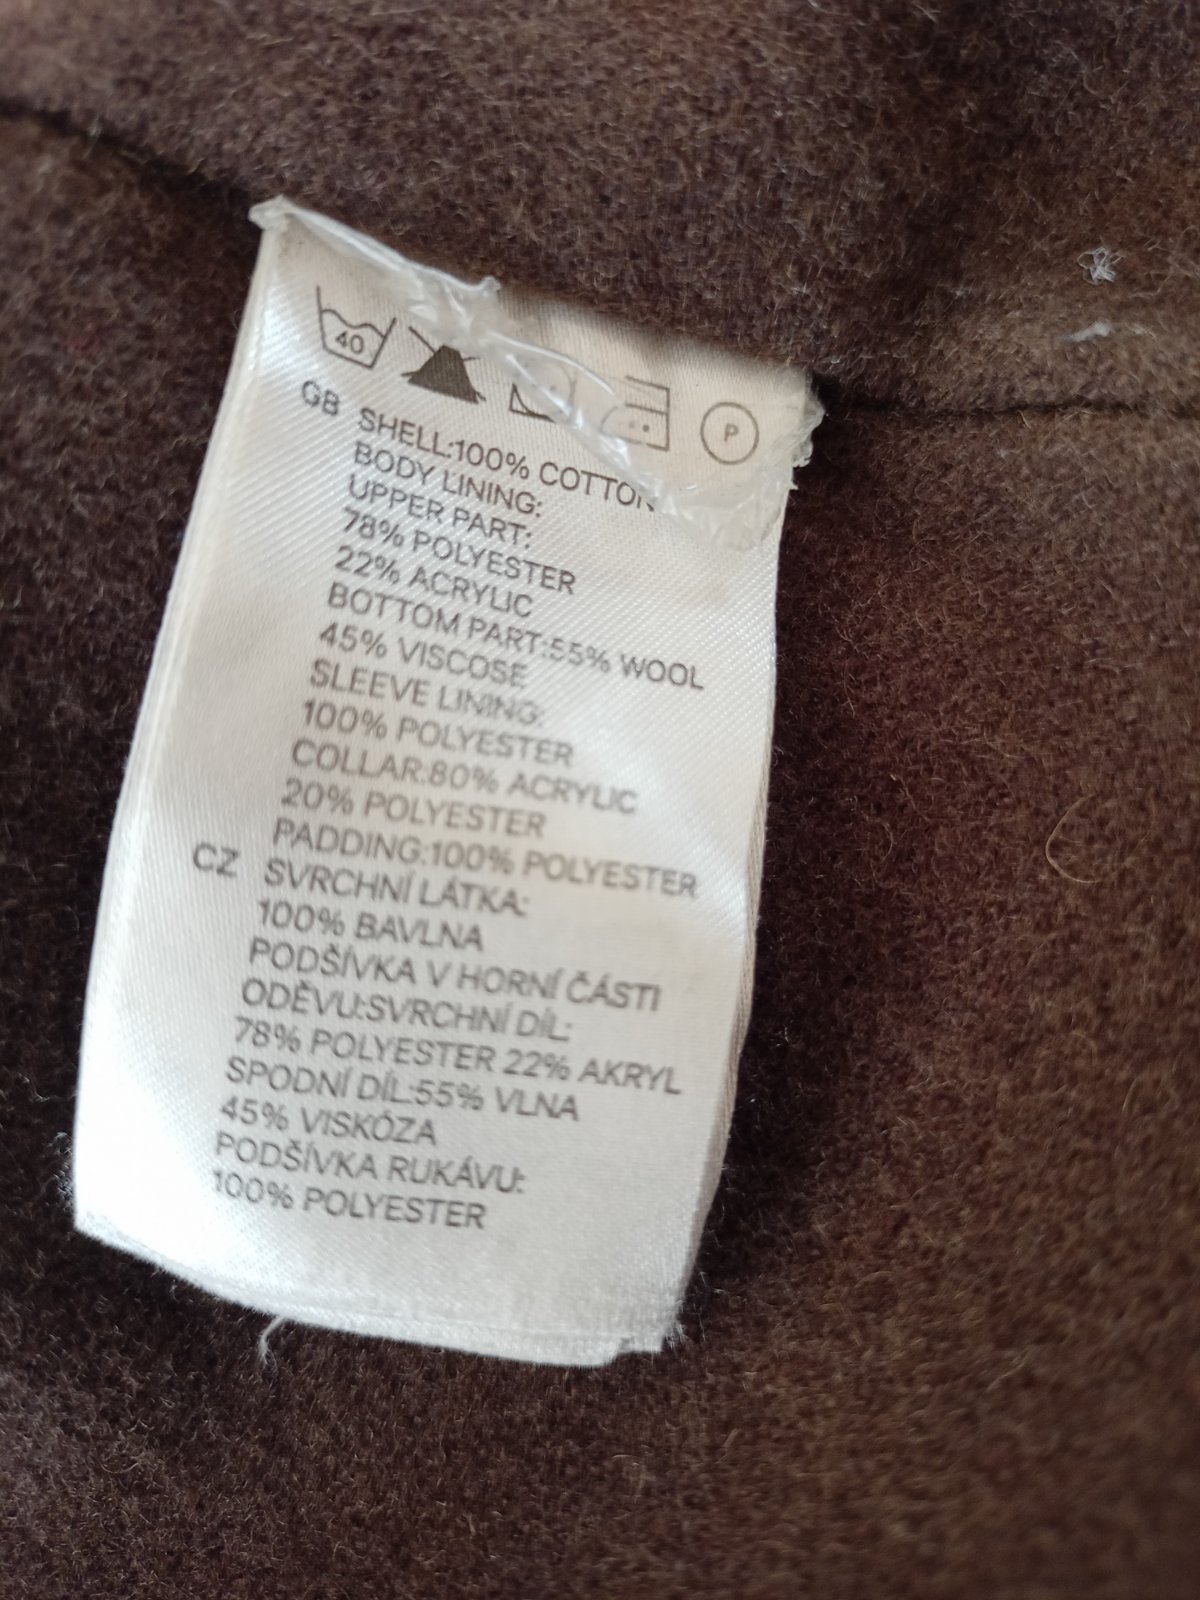 40
P
GB SHELL:100% COTTON
BODY LINING:
UPPER PART:
78% POLYESTER
22% ACRYLIC
BOTTOM PART:55% WOOL
45% VISCOSE
SLEEVE LINING:
100% POLYESTER
COLLAR:80% ACRYLIC
20% POLYESTER
PADDING:100% POLYESTER
CZ SVRCHNÍ LÁTKA:
100% BAVLNA
PODŠÍVKA V HORNÍ ČÁSTI
ODĚVU:SVRCHNÍ DÍL:
78% POLYESTER 22% AKRYL
SPODNÍ DÍL:55% VLNA
45% VISKÓZA
PODŠÍVKA RUKÁVU:
100% POLYESTER